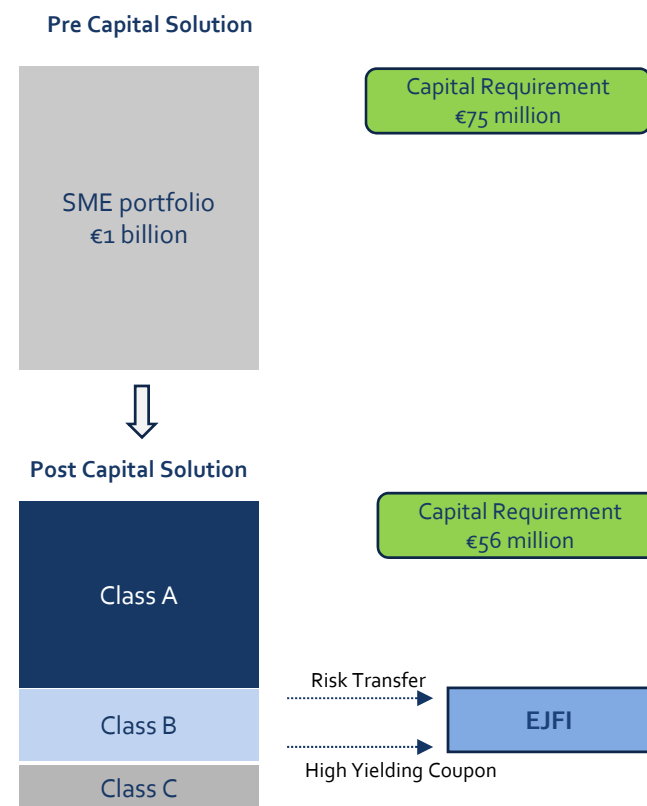 Pre Capital Solution
Capital Requirement
€75 million
SME portfolio
€1 billion
Post Capital Solution
Capital Requirement
€56 million
Class A
Risk Transfer
EJFI
Class B
High Yielding Coupon
Class C